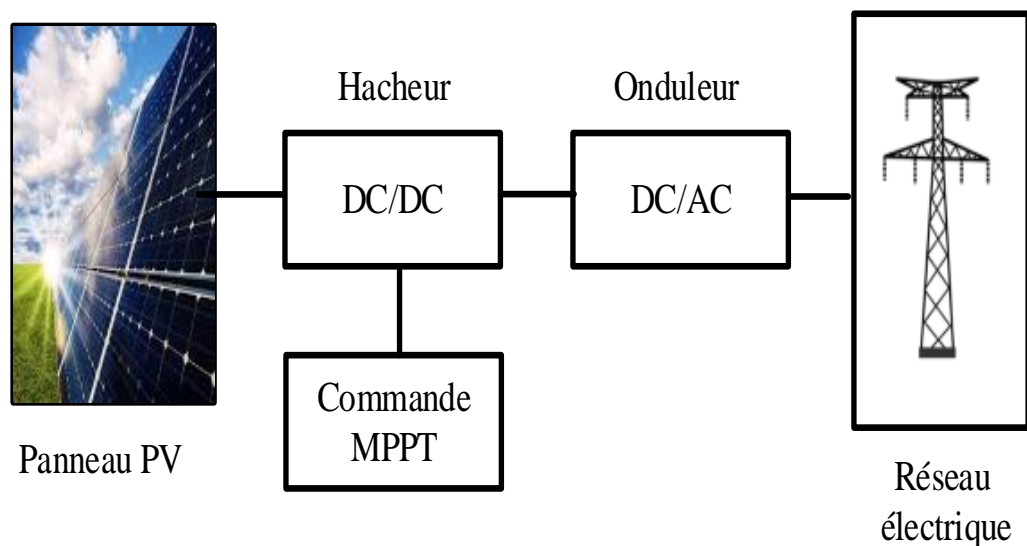 Hacheur
Onduleur
DC/DC
DC/AC
Commande
MPPT
Panneau PV
Réseau
électrique